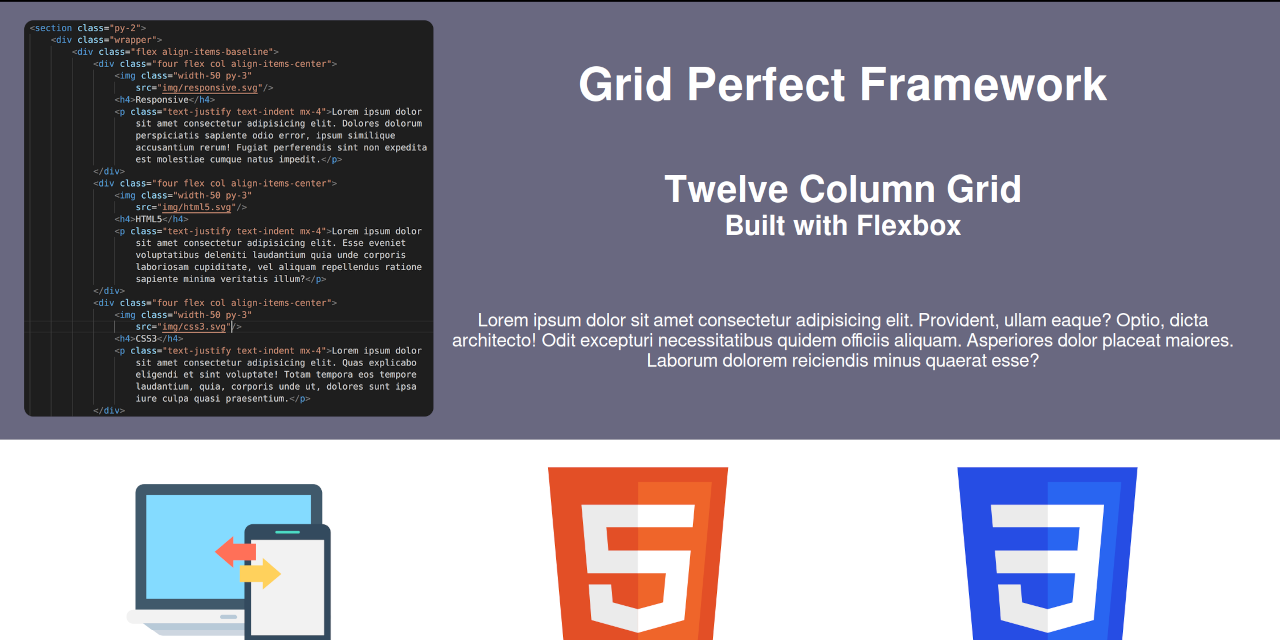 <section class="py-2">
<div class="wrapper">
<div class="flex align-items-baseline">
<div class="four flex col align-items-center">
<img class="width-50 py-3"
src="img/responsive.svg"/>
<h4>Responsive</h4>
<p class="text-justify text-indent mx-4">Lorem ipsum dolor
sit amet consectetur adipisicing elit. Dolores dolorum
perspiciatis sapiente odio error, ipsum similique
accusantium rerum! Fugiat perferendis sint non expedita
est molestiae cumque natus impedit.</p>
</div>
<div class="four flex col align-items-center">
<img class="width-50 py-3"
src="img/html5.svg"/>
<h4>HTML5</h4>
<p class="text-justify text-indent mx-4">Lorem ipsum dolor
sit amet consectetur adipisicing elit. Esse eveniet
voluptatibus deleniti laudantium quia unde corporis
laboriosam cupiditate, vel aliquam repellendus ratione
sapiente minima veritatis illum?</p>
</div>
<div class="four flex col align-items-center">
<img class="width-50 py-3"
src="img/css3.svg"/>
<h4>CSS3</h4>
<p class="text-justify text-indent mx-4">Lorem ipsum dolor
sit amet consectetur adipisicing elit. Quas explicabo
eligendi et sint voluptate! Totam tempora eos tempore
laudantium, quia, corporis unde ut, dolores sunt ipsa
iure culpa quasi praesentium.</p>
</div>
Grid Perfect Framework
Twelve Column Grid
Built with Flexbox
Lorem ipsum dolor sit amet consectetur adipisicing elit. Provident, ullam eaque? Optio, dicta
architecto! Odit excepturi necessitatibus quidem officiis aliquam. Asperiores dolor placeat maiores.
Laborum dolorem reiciendis minus quaerat esse?